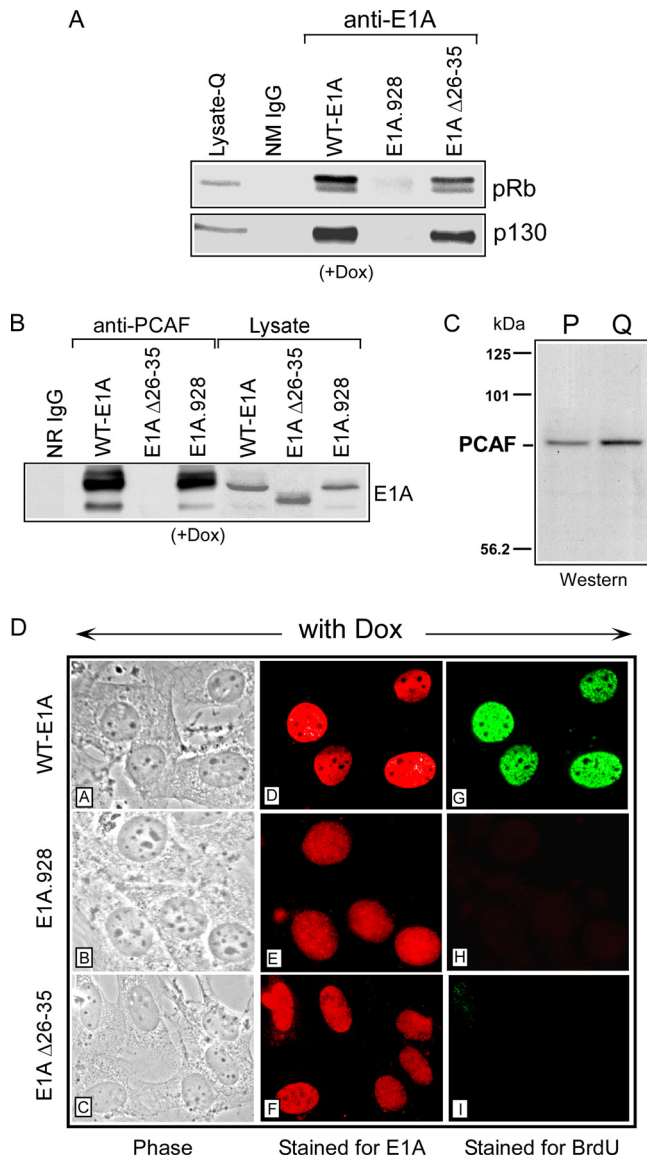 A
anti-E1A
Lysate-Q
NM IgG
WT-E1A
E1A.928
E1A Δ26-35
pRb
p130
(+Dox)
B
anti-PCAF
Lysate
NR IgG
WT-E1A
E1A Δ26-35
E1A.928
WT-E1A
E1A Δ26-35
E1A.928
E1A
(+Dox)
C
kDa
P
Q
125
101
PCAF
56.2
Western
D
with Dox
WT-E1A
A
D
G
E1A.928
B
E
H
E1A Δ26-35
C
F
I
Phase
Stained for E1A
Stained for BrdU